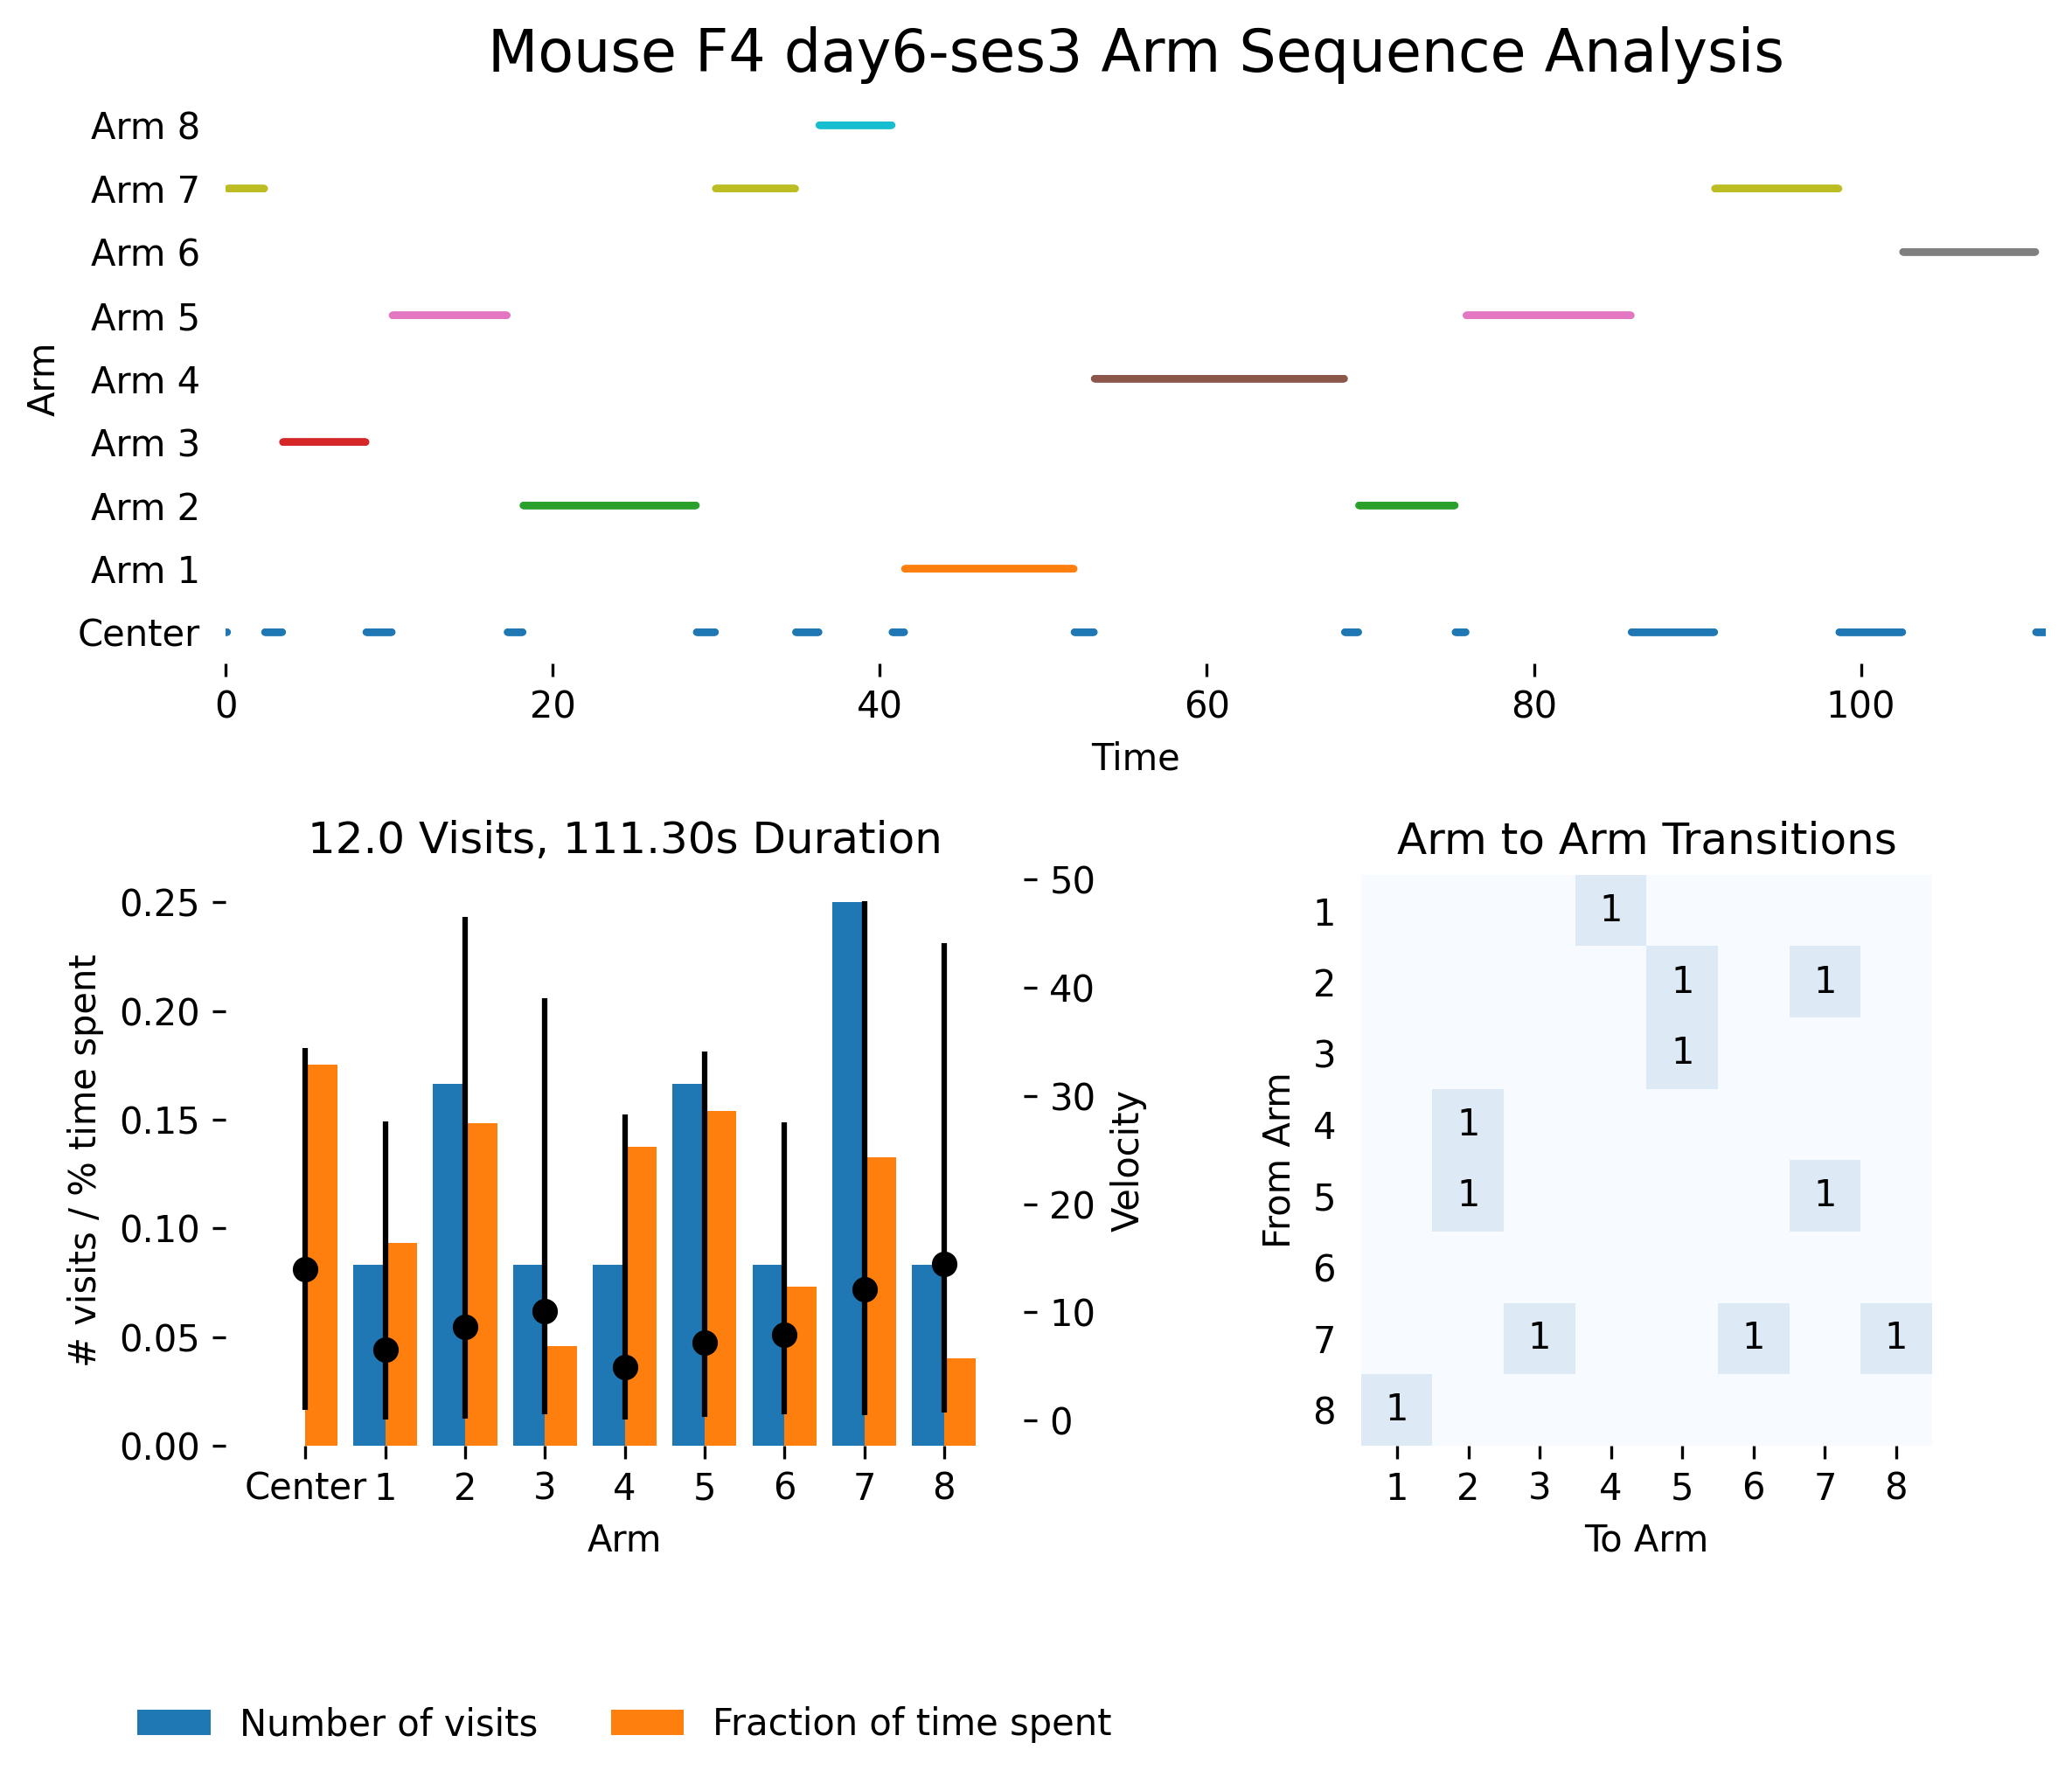 Mouse F4 day6-ses3 Arm Sequence Analysis
Arm 8
Arm 7
Arm 6
Arm 5
Arm 4
Arm 3
Arm 2
Arm 1
Center
Arm
0 20 40 60 80 100
Time
12.0 Visits, 111.30s Duration
0.25
0.20
0.15
0.10
0.05
0.00
# visits / % time spent
50
40
30
20
10
0
Velocity
Center 1 2 3 4 5 6 7 8
Arm
Arm to Arm Transitions
From Arm
1 1
2 1 1
3 1
4 1
5 1 1
6
7 1 1 1
8 1
1 2 3 4 5 6 7 8
To Arm
Number of visits Fraction of time spent